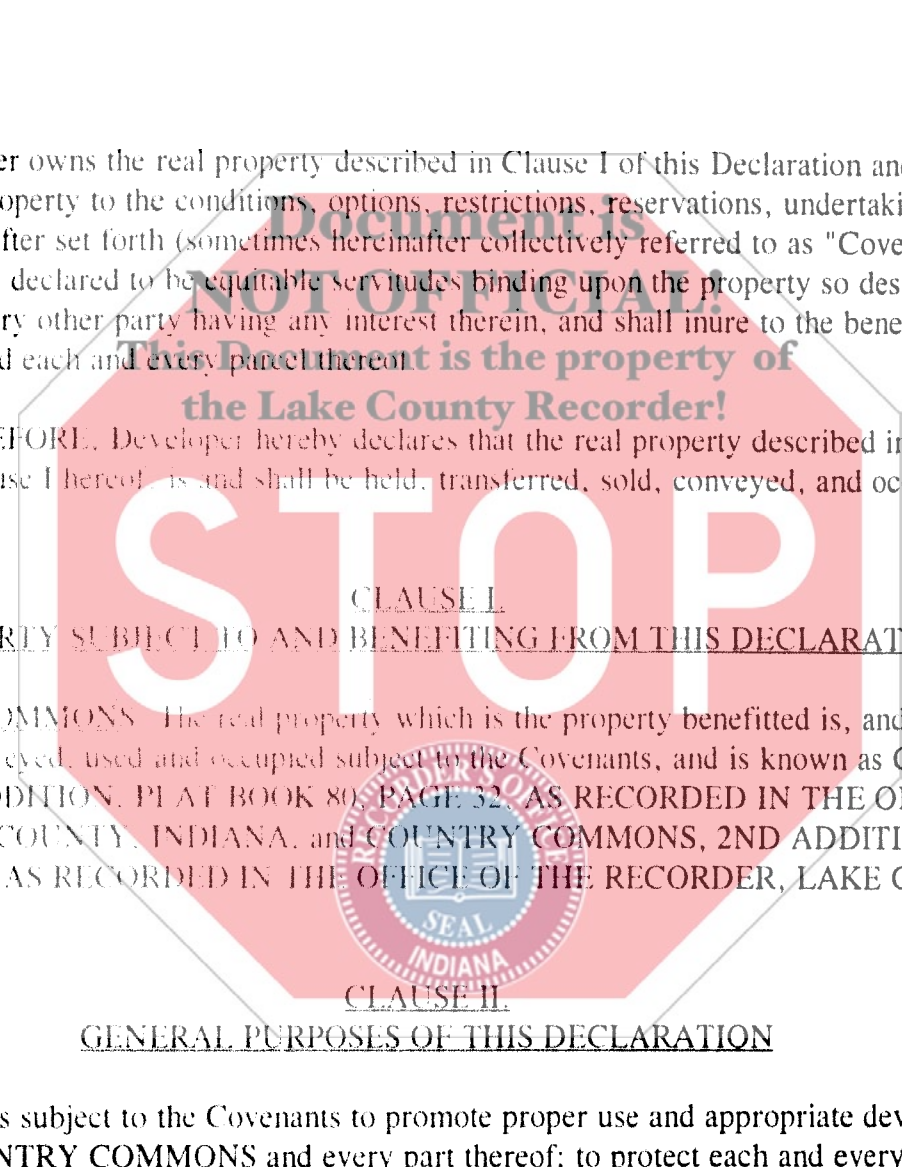 er owns the real property described in Clause I of this Declaration and
operty to the conditions, options, restrictions, reservations, undertaki
Document is
fter set forth (sometimes hereinafter collectively referred to as "Cove
declared to be equitable servitudes binding upon the property so des
NOT OFFICIAL!
ry other party having any interest therein, and shall inure to the bene
d each and every parcel thereof.
This Document is the property of
the Lake County Recorder!
EFORE, Developer hereby declares that the real property described in
use I hereof, is and shall be held, transferred, sold, conveyed, and oc
STOP
CLAUSE I.
RTY SUBJECT TO AND BENEFITING FROM THIS DECLARAT
OMMONS. The real property which is the property benefitted is, and
eyed, used and occupied subject to the Covenants, and is known as C
DDITION, PLAT BOOK 80, PAGE 32, AS RECORDED IN THE O
COUNTY, INDIANA, and COUNTRY COMMONS, 2ND ADDITI
AS RECORDED IN THE OFFICE OF THE RECORDER, LAKE C
RECORDER'S OFFICE
SEAL
INDIANA
CLAUSE II.
GENERAL PURPOSES OF THIS DECLARATION
s subject to the Covenants to promote proper use and appropriate dev
NTRY COMMONS and every part thereof; to protect each and every